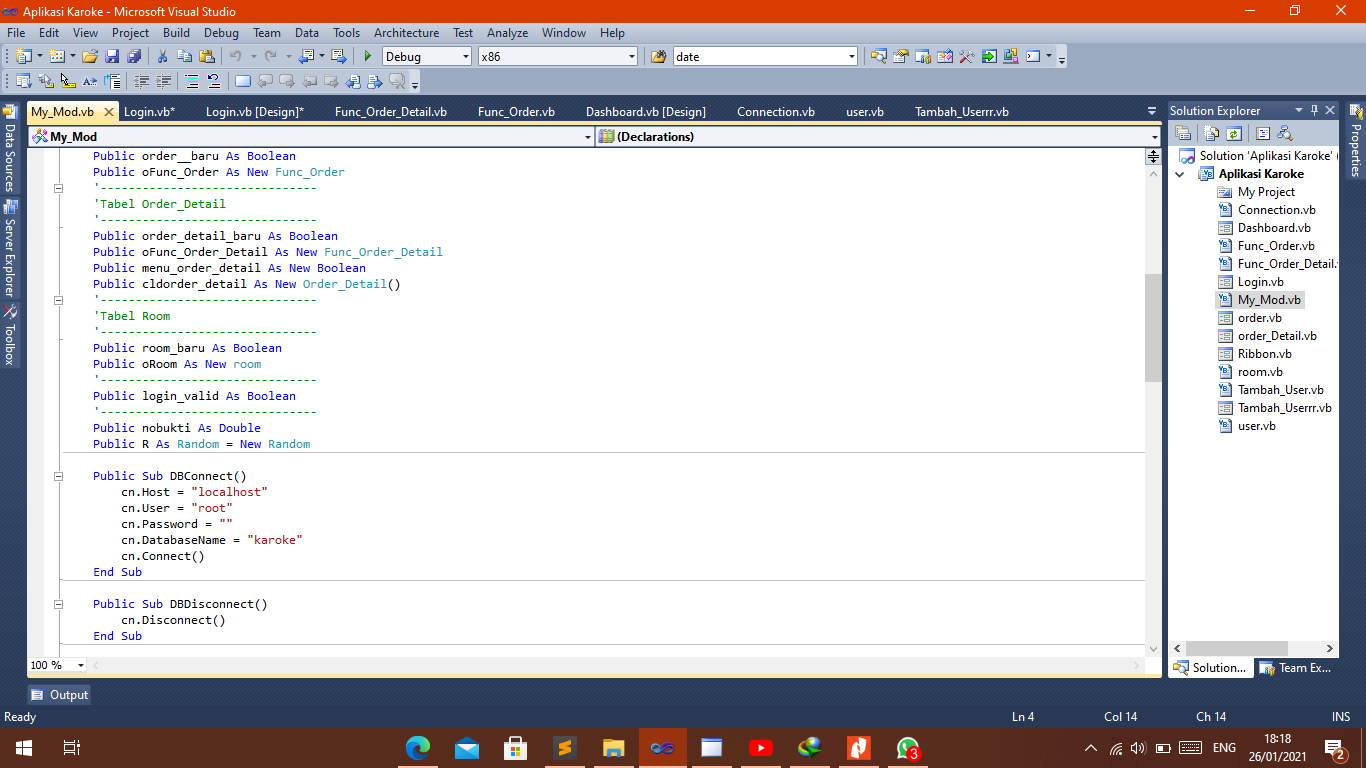 Aplikasi Karoke - Microsoft Visual Studio
File Edit View Project Build Debug Team Data Tools Architecture Test Analyze Window Help
Debug x86 date
My_Mod.vb Login.vb* Login.vb [Design]* Func_Order_Detail.vb Func_Order.vb Dashboard.vb [Design] Connection.vb user.vb Tambah_Userrr.vb
My_Mod (Declarations)
Public order__baru As Boolean
Public oFunc_Order As New Func_Order
'-------------------------------
'Tabel Order_Detail
'-------------------------------
Public order_detail_baru As Boolean
Public oFunc_Order_Detail As New Func_Order_Detail
Public menu_order_detail As New Boolean
Public cldorder_detail As New Order_Detail()
'-------------------------------
'Tabel Room
'-------------------------------
Public room_baru As Boolean
Public oRoom As New room
'-------------------------------
Public login_valid As Boolean
'-------------------------------
Public nobukti As Double
Public R As Random = New Random
Public Sub DBConnect()
cn.Host = "localhost"
cn.User = "root"
cn.Password = ""
cn.DatabaseName = "karoke"
cn.Connect()
End Sub
Public Sub DBDisconnect()
cn.Disconnect()
End Sub
100 %
Data Sources
Server Explorer
Toolbox
Solution Explorer
Solution 'Aplikasi Karoke' (
Aplikasi Karoke
My Project
Connection.vb
Dashboard.vb
Func_Order.vb
Func_Order_Detail.
Login.vb
My_Mod.vb
order.vb
order_Detail.vb
Ribbon.vb
room.vb
Tambah_User.vb
Tambah_Userrr.vb
user.vb
Solution... Team Ex...
Properties
Output
Ready Ln 4 Col 14 Ch 14 INS
3 ENG 18:18
26/01/2021 2